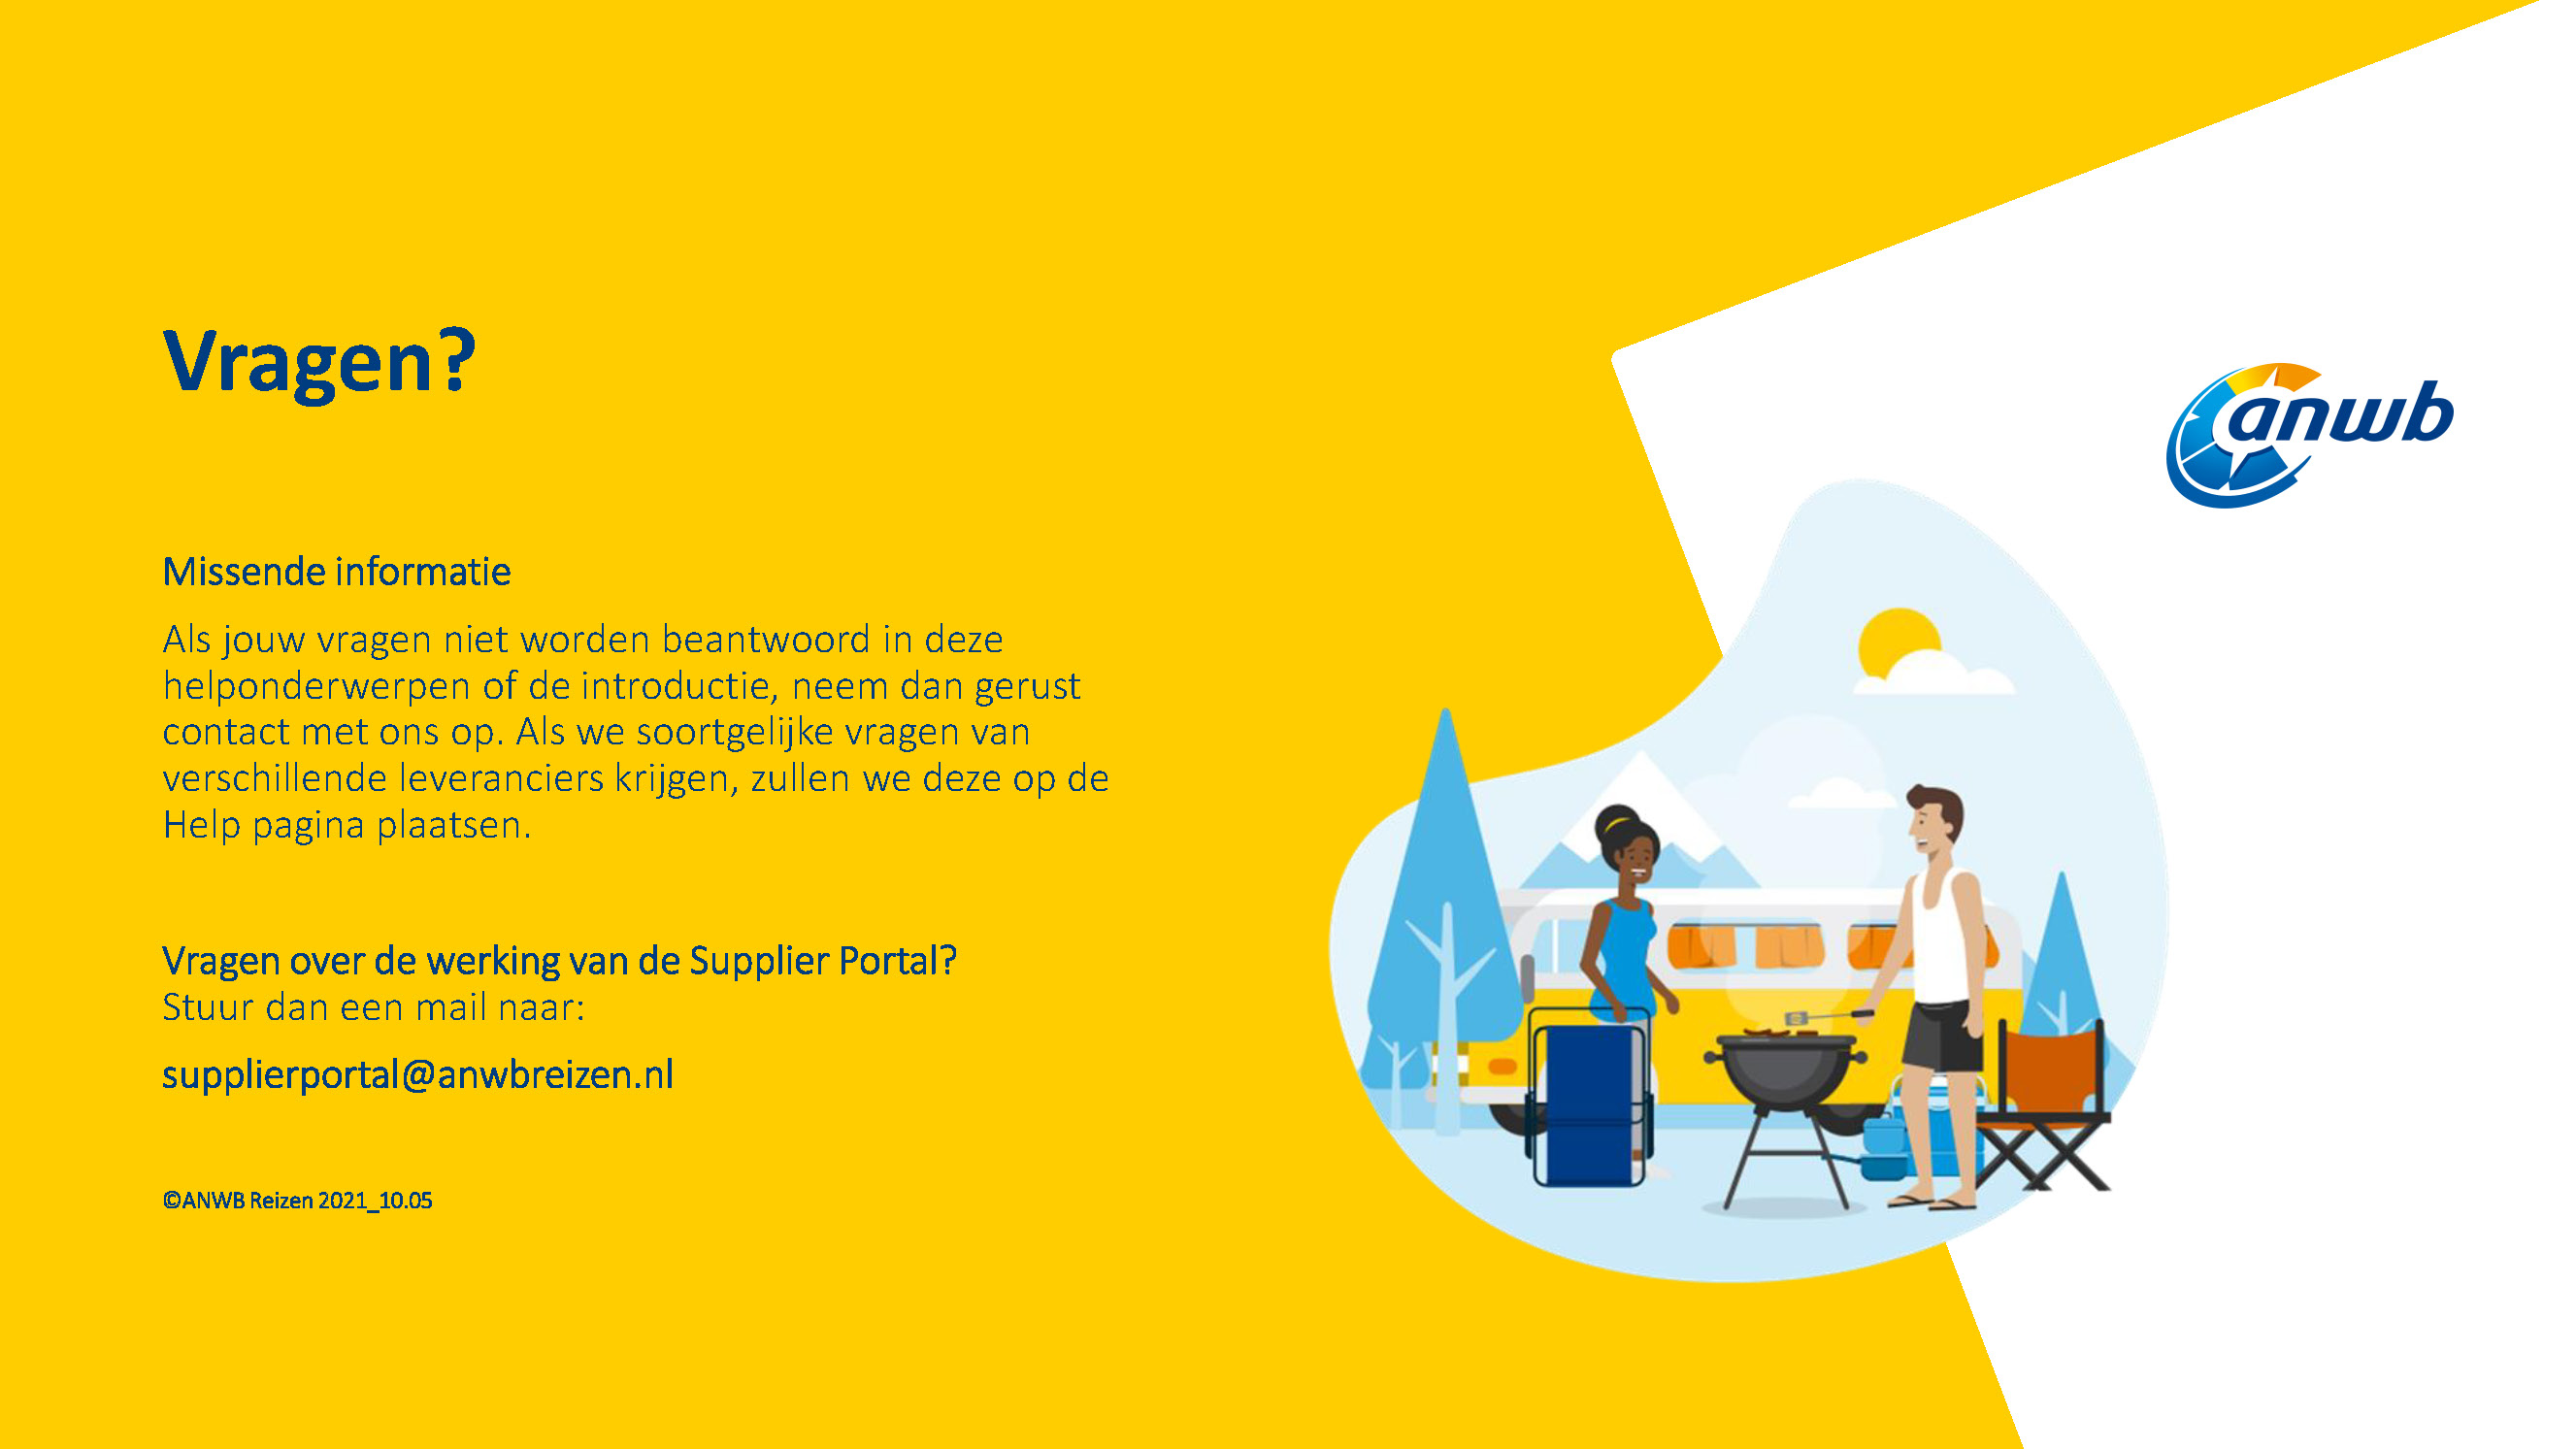 Vragen?
anwb
Missende informatie
Als jouw vragen niet worden beantwoord in deze
helponderwerpen of de introductie, neem dan gerust
contact met ons op. Als we soortgelijke vragen van
verschillende leveranciers krijgen, zullen we deze op de
Help pagina plaatsen.
Vragen over de werking van de Supplier Portal?
Stuur dan een mail naar:
supplierportal@anwbreizen.nl
©ANWB Reizen 2021_10.05